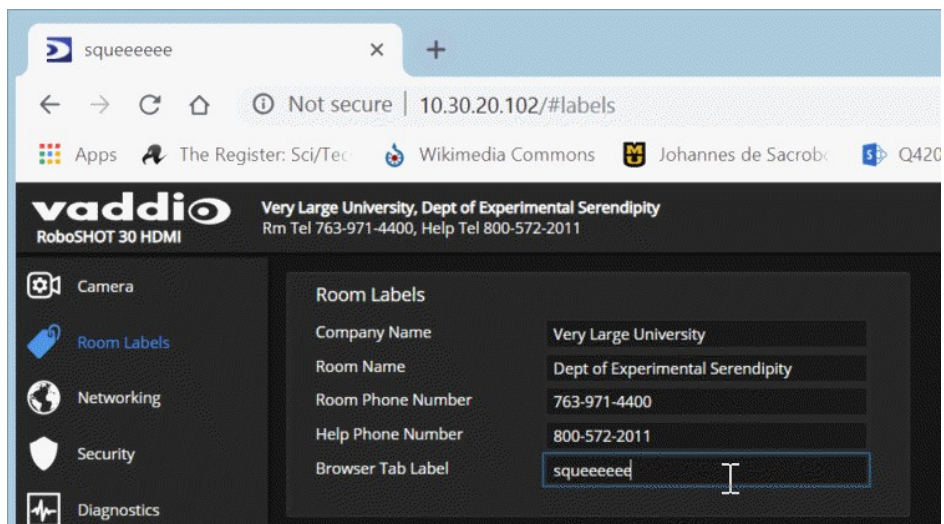 squeeeeee
Not secure 10.30.20.102/#labels
Apps The Register: Sci/Tec Wikimedia Commons Johannes de Sacrobo Q420
vaddio
RoboSHOT 30 HDMI
Very Large University, Dept of Experimental Serendipity
Rm Tel 763-971-4400, Help Tel 800-572-2011
Camera
Room Labels
Networking
Security
Diagnostics
Room Labels
Company Name Very Large University
Room Name Dept of Experimental Serendipity
Room Phone Number 763-971-4400
Help Phone Number 800-572-2011
Browser Tab Label squeeeeee